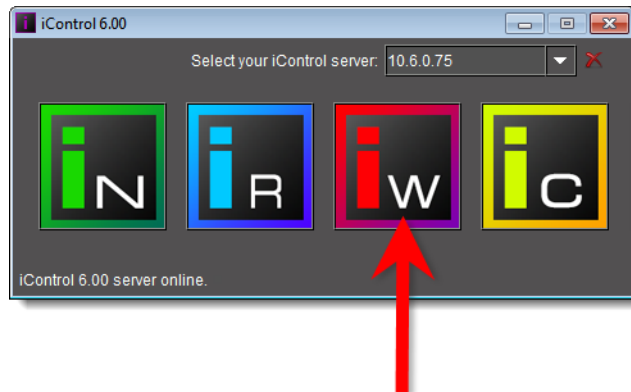 iControl 6.00
Select your iControl server: 10.6.0.75
iN iR iW iC
iControl 6.00 server online.